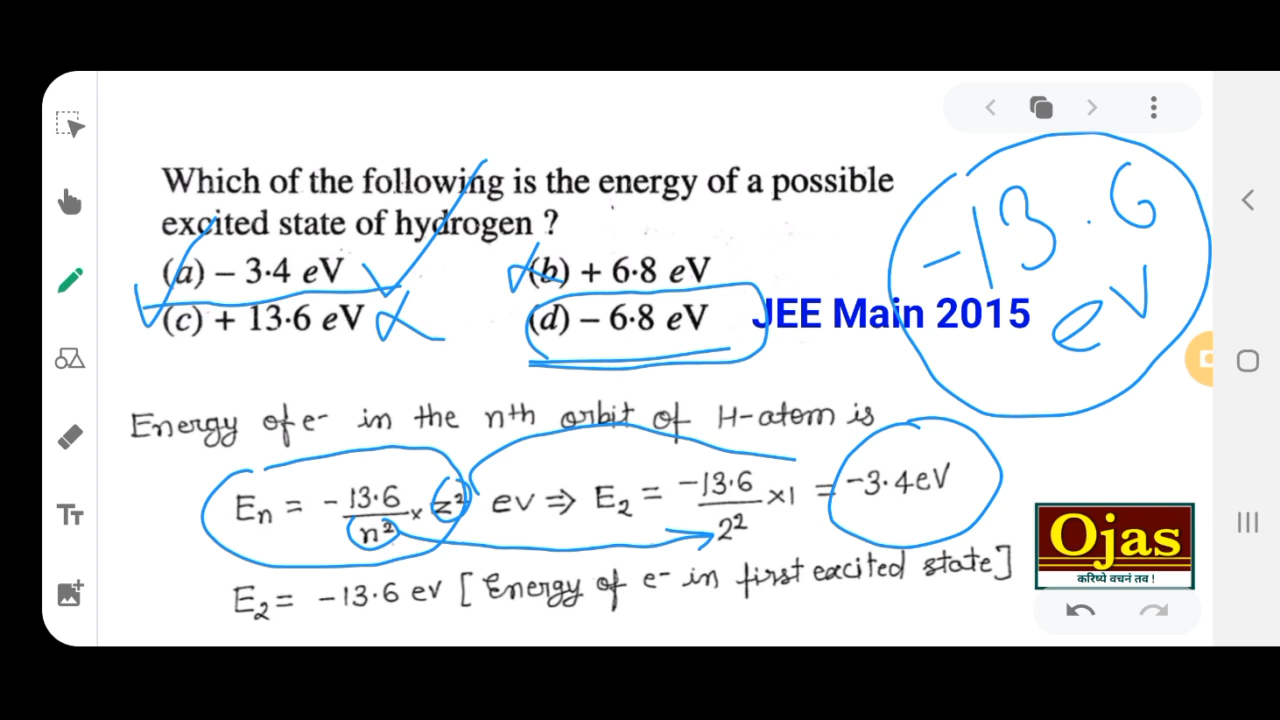 Which of the following is the energy of a possible
excited state of hydrogen ?
(a) – 3·4 eV (b) + 6·8 eV
(c) + 13·6 eV (d) – 6·8 eV JEE Main 2015
-13.6
eV
Energy of e- in the nth orbit of H-atom is
En = - 13.6/n² × z² ev ⇒ E₂ = -13.6/2² ×1 = -3.4eV
E₂ = -13.6 ev [Energy of e- in first excited state]
Ojas
करिष्ये वचनं तव !
Tт